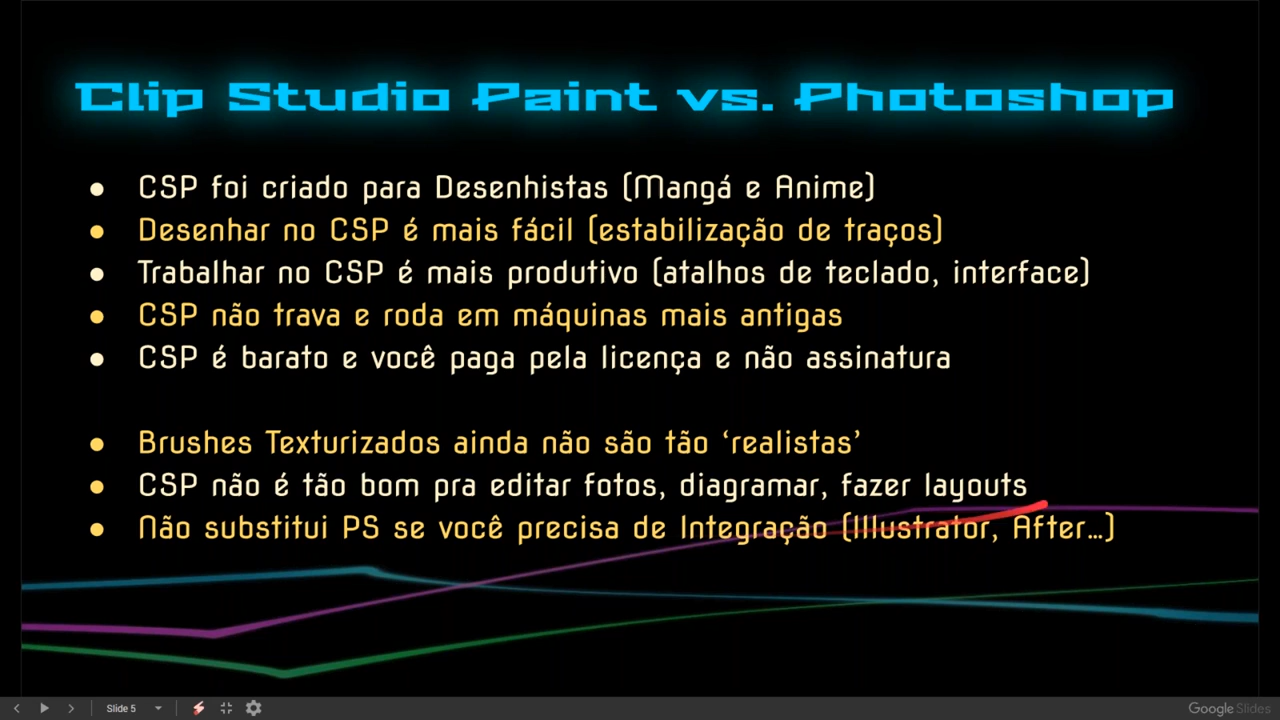 Clip Studio Paint vs. Photoshop
● CSP foi criado para Desenhistas (Mangá e Anime)
● Desenhar no CSP é mais fácil (estabilização de traços)
● Trabalhar no CSP é mais produtivo (atalhos de teclado, interface)
● CSP não trava e roda em máquinas mais antigas
● CSP é barato e você paga pela licença e não assinatura
● Brushes Texturizados ainda não são tão ‘realistas’
● CSP não é tão bom pra editar fotos, diagramar, fazer layouts
● Não substitui PS se você precisa de Integração (Illustrator, After...)
Slide 5
Google Slides